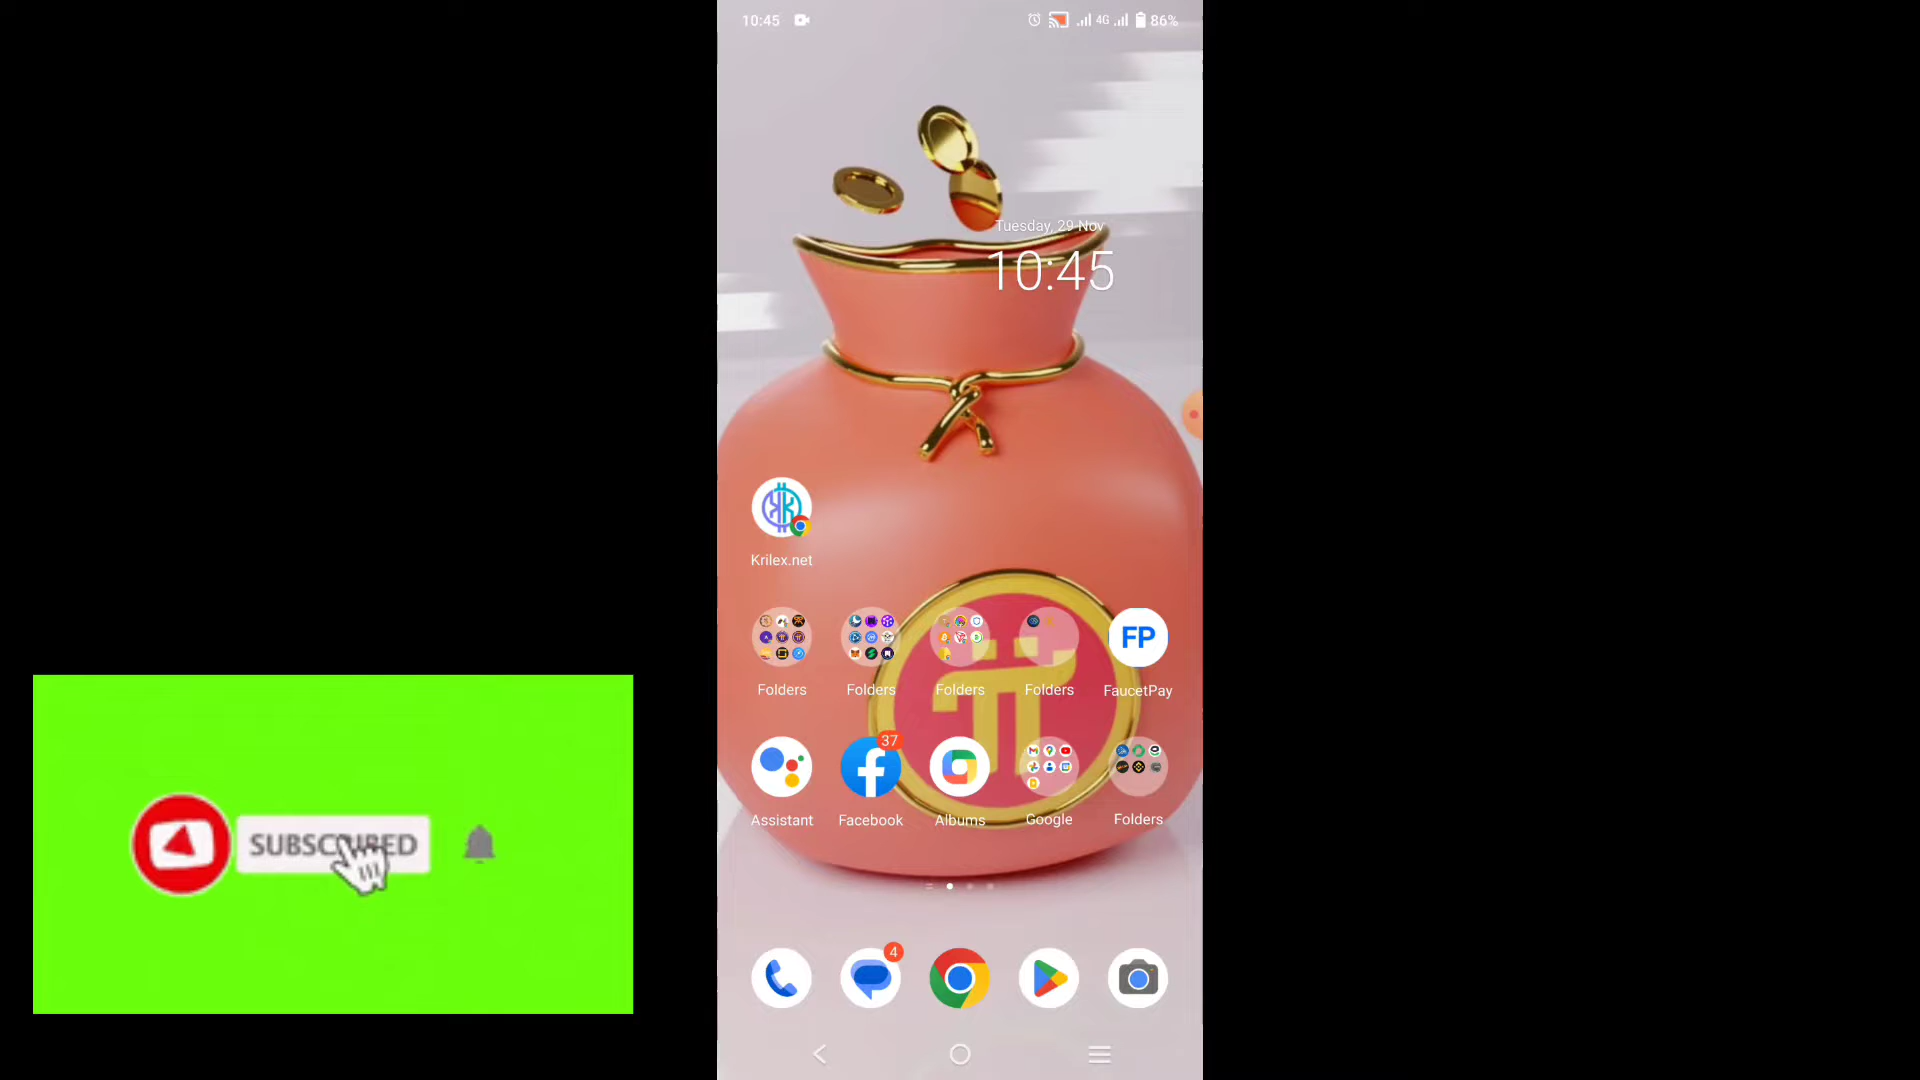 10:45
4G
86%
Tuesday, 29 Nov
10:45
Krilex.net
FP
Folders
Folders
Folders
Folders
FaucetPay
37
Assistant
Facebook
Albums
Google
Folders
SUBSCRIBED
4